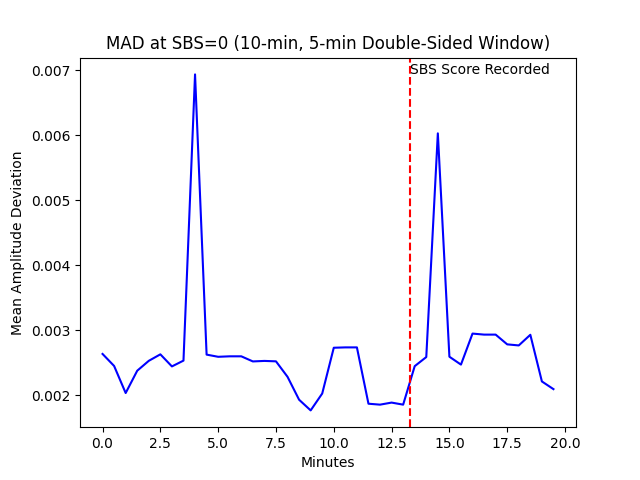 MAD at SBS=0 (10-min, 5-min Double-Sided Window)
SBS Score Recorded
0.007
0.006
0.005
0.004
0.003
0.002
Mean Amplitude Deviation
0.0 2.5 5.0 7.5 10.0 12.5 15.0 17.5 20.0
Minutes